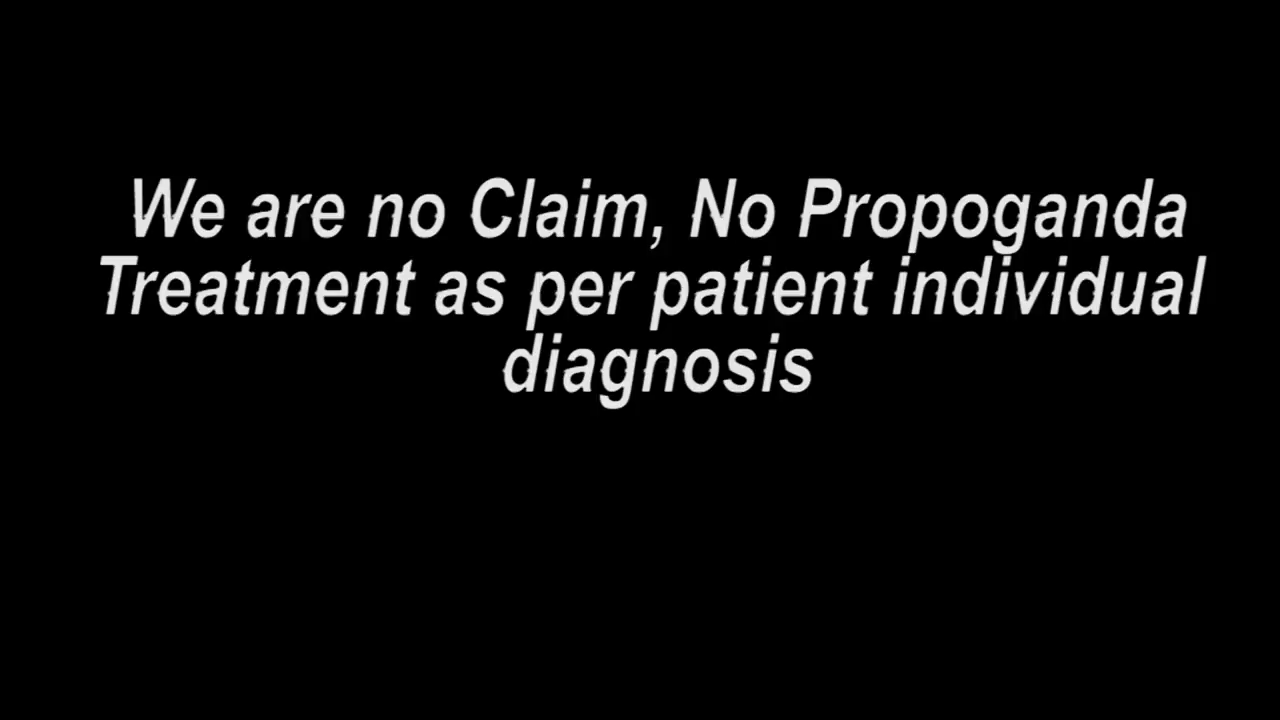 We are no Claim, No Propoganda
Treatment as per patient individual
diagnosis